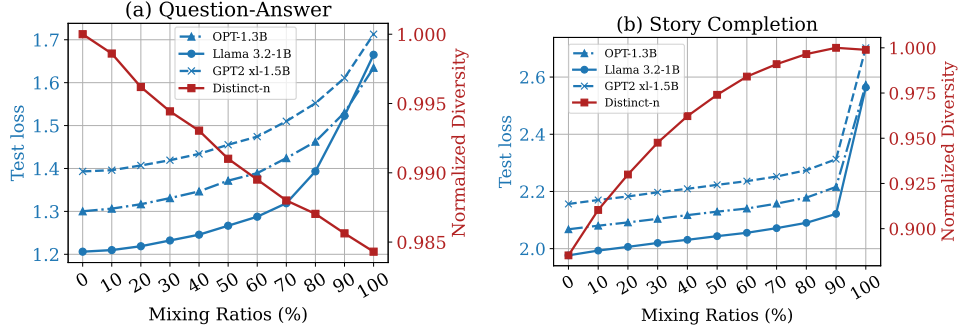 (a) Question-Answer
1.7
1.6
1.5
1.4
1.3
1.2
Test loss
OPT-1.3B
Llama 3.2-1B
GPT2 xl-1.5B
Distinct-n
1.000
0.995
0.990
0.985
Normalized Diversity
0 10 20 30 40 50 60 70 80 90 100
Mixing Ratios (%)
(b) Story Completion
2.6
2.4
2.2
2.0
Test loss
OPT-1.3B
Llama 3.2-1B
GPT2 xl-1.5B
Distinct-n
1.000
0.975
0.950
0.925
0.900
Normalized Diversity
0 10 20 30 40 50 60 70 80 90 100
Mixing Ratios (%)